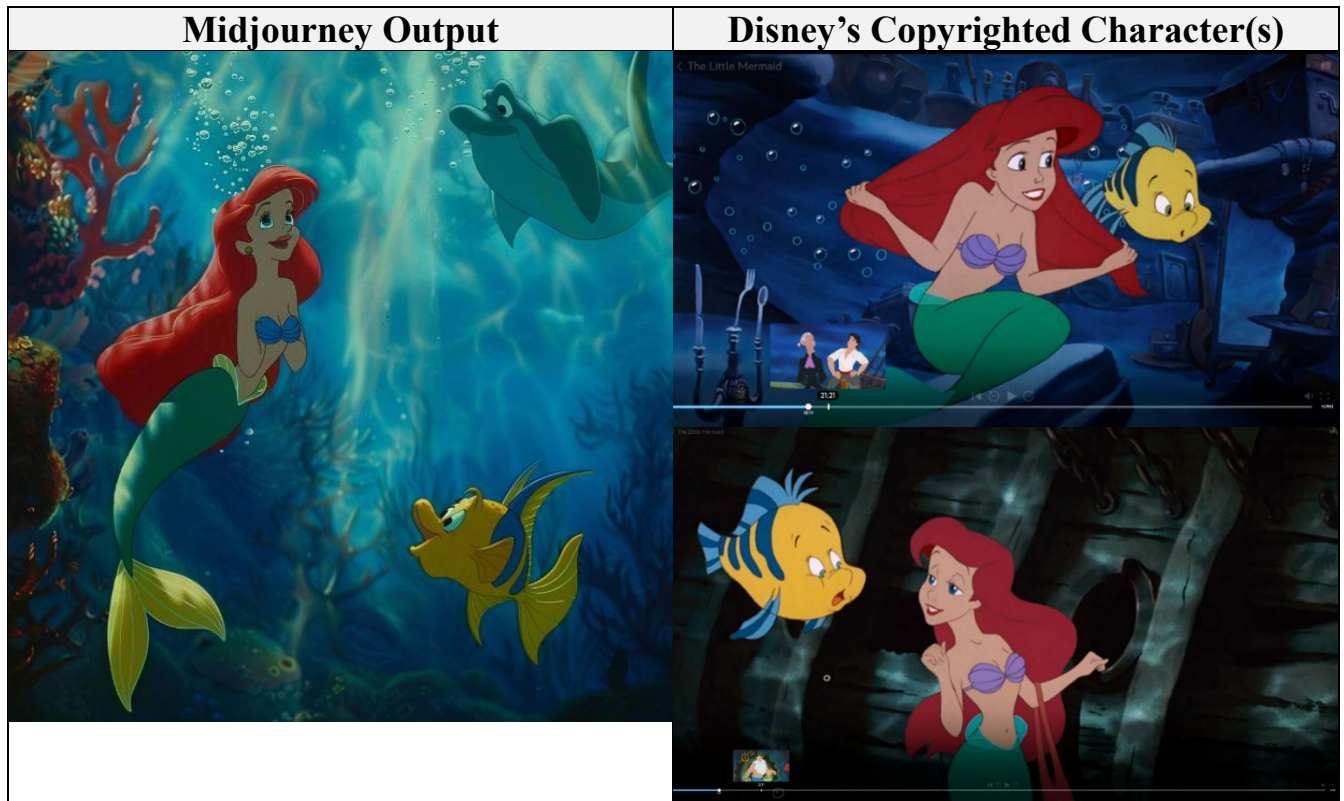 Midjourney Output
Disney’s Copyrighted Character(s)
The Little Mermaid
21:21
The Little Mermaid